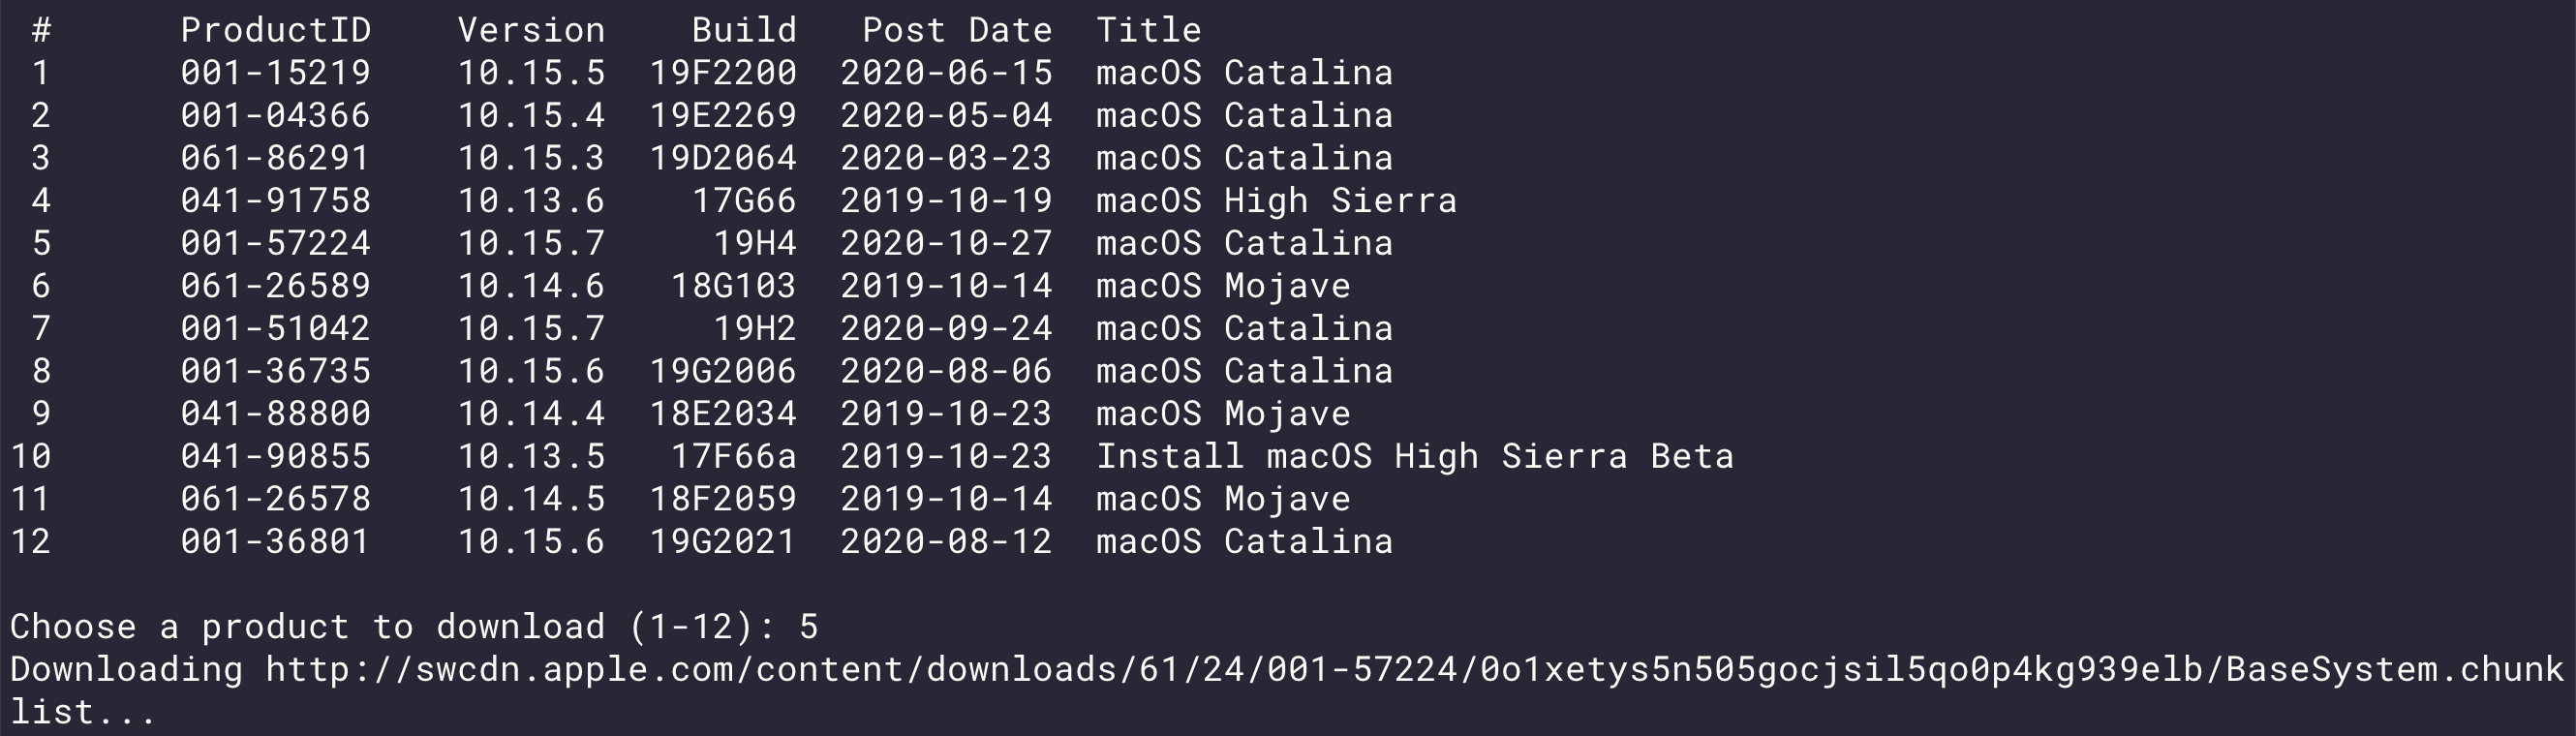 #      ProductID    Version    Build   Post Date  Title
1      001-15219    10.15.5  19F2200  2020-06-15  macOS Catalina
2      001-04366    10.15.4  19E2269  2020-05-04  macOS Catalina
3      061-86291    10.15.3  19D2064  2020-03-23  macOS Catalina
4      041-91758    10.13.6    17G66  2019-10-19  macOS High Sierra
5      001-57224    10.15.7     19H4  2020-10-27  macOS Catalina
6      061-26589    10.14.6   18G103  2019-10-14  macOS Mojave
7      001-51042    10.15.7     19H2  2020-09-24  macOS Catalina
8      001-36735    10.15.6  19G2006  2020-08-06  macOS Catalina
9      041-88800    10.14.4  18E2034  2019-10-23  macOS Mojave
10      041-90855    10.13.5   17F66a  2019-10-23  Install macOS High Sierra Beta
11      061-26578    10.14.5  18F2059  2019-10-14  macOS Mojave
12      001-36801    10.15.6  19G2021  2020-08-12  macOS Catalina
Choose a product to download (1-12): 5
Downloading http://swcdn.apple.com/content/downloads/61/24/001-57224/0o1xetys5n505gocjsil5qo0p4kg939elb/BaseSystem.chunk
list...